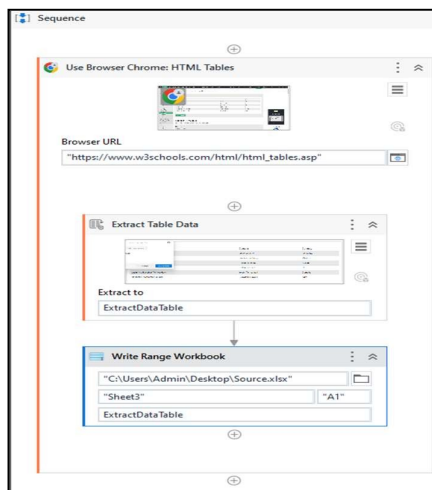 Sequence
Use Browser Chrome: HTML Tables
Browser URL
"https://www.w3schools.com/html/html_tables.asp"
Extract Table Data
Extract to
ExtractDataTable
Write Range Workbook
"C:\Users\Admin\Desktop\Source.xlsx"
"Sheet3" "A1"
ExtractDataTable